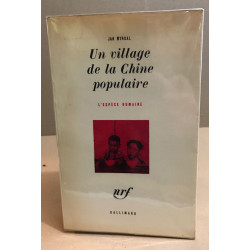 JAN MYRDAL
Un village
de la Chine
populaire
L'ESPÈCE HUMAINE
nrf
GALLIMARD